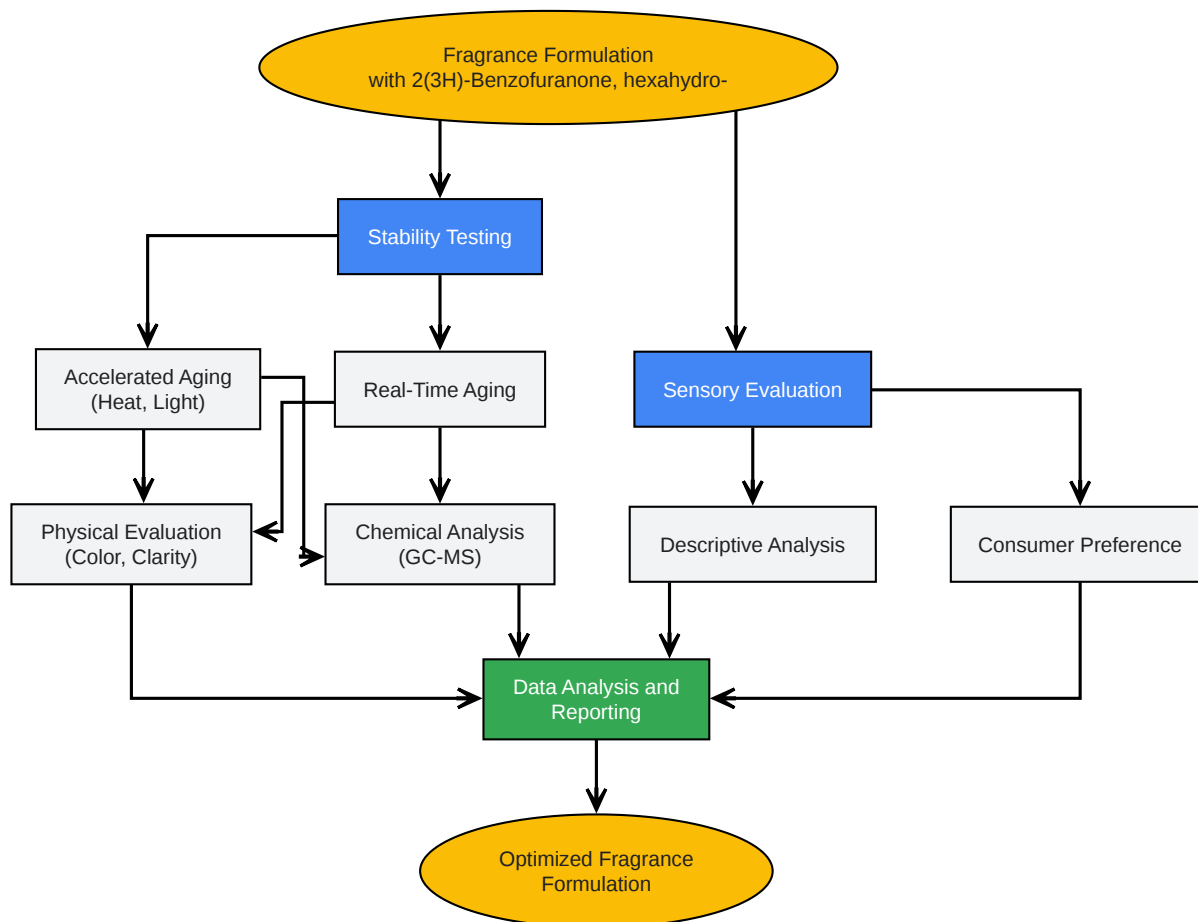 Fragrance Formulation
with 2(3H)-Benzofuranone, hexahydro-
Stability Testing
Accelerated Aging
(Heat, Light)
Real-Time Aging
Sensory Evaluation
Physical Evaluation
(Color, Clarity)
Chemical Analysis
(GC-MS)
Descriptive Analysis
Consumer Preference
Data Analysis and
Reporting
Optimized Fragrance
Formulation